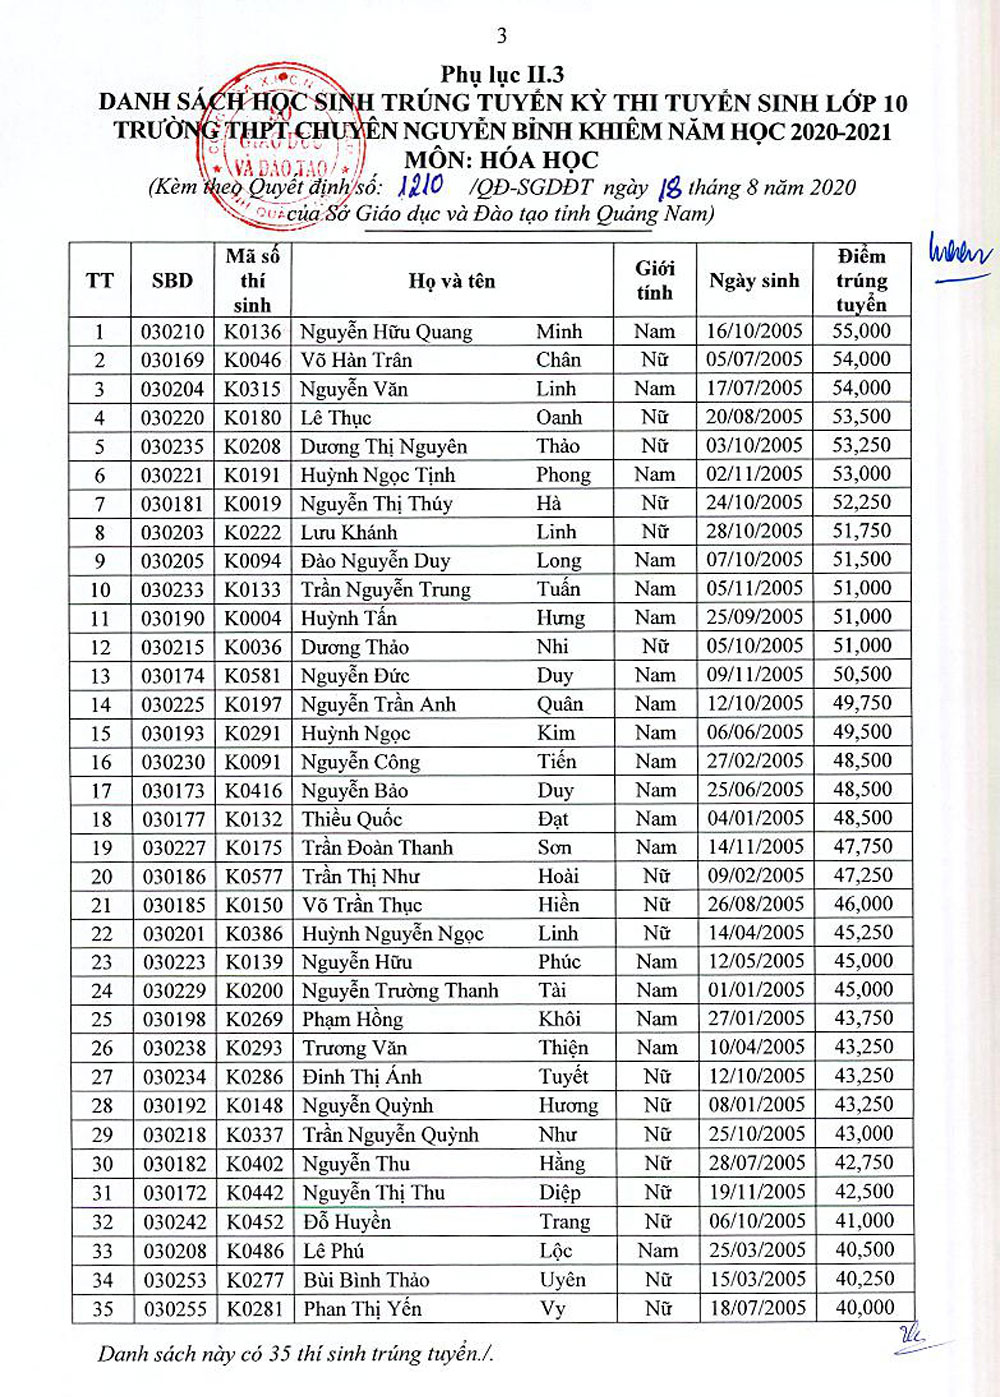 3
Phụ lục II.3
DANH SÁCH HỌC SINH TRÚNG TUYỂN KỲ THI TUYỂN SINH LỚP 10
TRƯỜNG THPT CHUYÊN NGUYỄN BỈNH KHIÊM NĂM HỌC 2020-2021
MÔN: HÓA HỌC
(Kèm theo Quyết định số: 1210 /QĐ-SGDĐT ngày 18 tháng 8 năm 2020
của Sở Giáo dục và Đào tạo tỉnh Quảng Nam)
SỞ
GIÁO DỤC
VÀ ĐÀO TẠO
TT SBD Mã số thí sinh Họ và tên Giới tính Ngày sinh Điểm trúng tuyển
1 030210 K0136 Nguyễn Hữu Quang Minh Nam 16/10/2005 55,000
2 030169 K0046 Võ Hàn Trân Chân Nữ 05/07/2005 54,000
3 030204 K0315 Nguyễn Văn Linh Nam 17/07/2005 54,000
4 030220 K0180 Lê Thục Oanh Nữ 20/08/2005 53,500
5 030235 K0208 Dương Thị Nguyên Thảo Nữ 03/10/2005 53,250
6 030221 K0191 Huỳnh Ngọc Tịnh Phong Nam 02/11/2005 53,000
7 030181 K0019 Nguyễn Thị Thúy Hà Nữ 24/10/2005 52,250
8 030203 K0222 Lưu Khánh Linh Nữ 28/10/2005 51,750
9 030205 K0094 Đào Nguyễn Duy Long Nam 07/10/2005 51,500
10 030233 K0133 Trần Nguyễn Trung Tuấn Nam 05/11/2005 51,000
11 030190 K0004 Huỳnh Tấn Hưng Nam 25/09/2005 51,000
12 030215 K0036 Dương Thảo Nhi Nữ 05/10/2005 51,000
13 030174 K0581 Nguyễn Đức Duy Nam 09/11/2005 50,500
14 030225 K0197 Nguyễn Trần Anh Quân Nam 12/10/2005 49,750
15 030193 K0291 Huỳnh Ngọc Kim Nam 06/06/2005 49,500
16 030230 K0091 Nguyễn Công Tiến Nam 27/02/2005 48,500
17 030173 K0416 Nguyễn Bảo Duy Nam 25/06/2005 48,500
18 030177 K0132 Thiều Quốc Đạt Nam 04/01/2005 48,500
19 030227 K0175 Trần Đoàn Thanh Sơn Nam 14/11/2005 47,750
20 030186 K0577 Trần Thị Như Hoài Nữ 09/02/2005 47,250
21 030185 K0150 Võ Trần Thục Hiền Nữ 26/08/2005 46,000
22 030201 K0386 Huỳnh Nguyễn Ngọc Linh Nữ 14/04/2005 45,250
23 030223 K0139 Nguyễn Hữu Phúc Nam 12/05/2005 45,000
24 030229 K0200 Nguyễn Trường Thanh Tài Nam 01/01/2005 45,000
25 030198 K0269 Phạm Hồng Khôi Nam 27/01/2005 43,750
26 030238 K0293 Trương Văn Thiện Nam 10/04/2005 43,250
27 030234 K0286 Đinh Thị Ánh Tuyết Nữ 12/10/2005 43,250
28 030192 K0148 Nguyễn Quỳnh Hương Nữ 08/01/2005 43,250
29 030218 K0337 Trần Nguyễn Quỳnh Như Nữ 25/10/2005 43,000
30 030182 K0402 Nguyễn Thu Hằng Nữ 28/07/2005 42,750
31 030172 K0442 Nguyễn Thị Thu Diệp Nữ 19/11/2005 42,500
32 030242 K0452 Đỗ Huyền Trang Nữ 06/10/2005 41,000
33 030208 K0486 Lê Phú Lộc Nam 25/03/2005 40,500
34 030253 K0277 Bùi Bình Thảo Uyên Nữ 15/03/2005 40,250
35 030255 K0281 Phan Thị Yến Vy Nữ 18/07/2005 40,000
Danh sách này có 35 thí sinh trúng tuyển./.